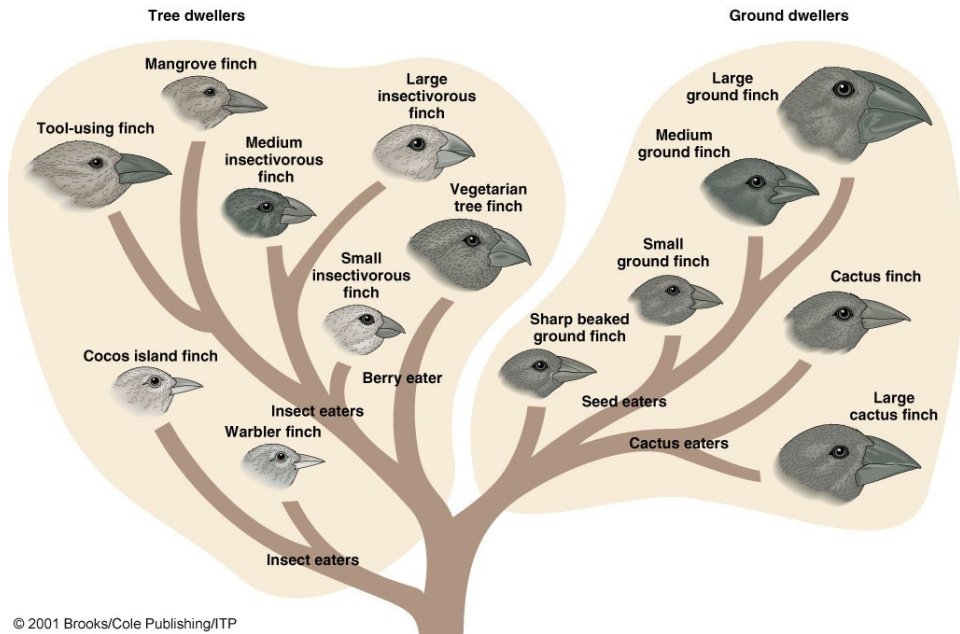 Tree dwellers
Ground dwellers
Mangrove finch
Large
insectivorous
finch
Tool-using finch
Medium
insectivorous
finch
Vegetarian
tree finch
Small
insectivorous
finch
Cocos island finch
Berry eater
Insect eaters
Warbler finch
Insect eaters
Large
ground finch
Medium
ground finch
Small
ground finch
Cactus finch
Sharp beaked
ground finch
Seed eaters
Large
cactus finch
Cactus eaters
© 2001 Brooks/Cole Publishing/ITP